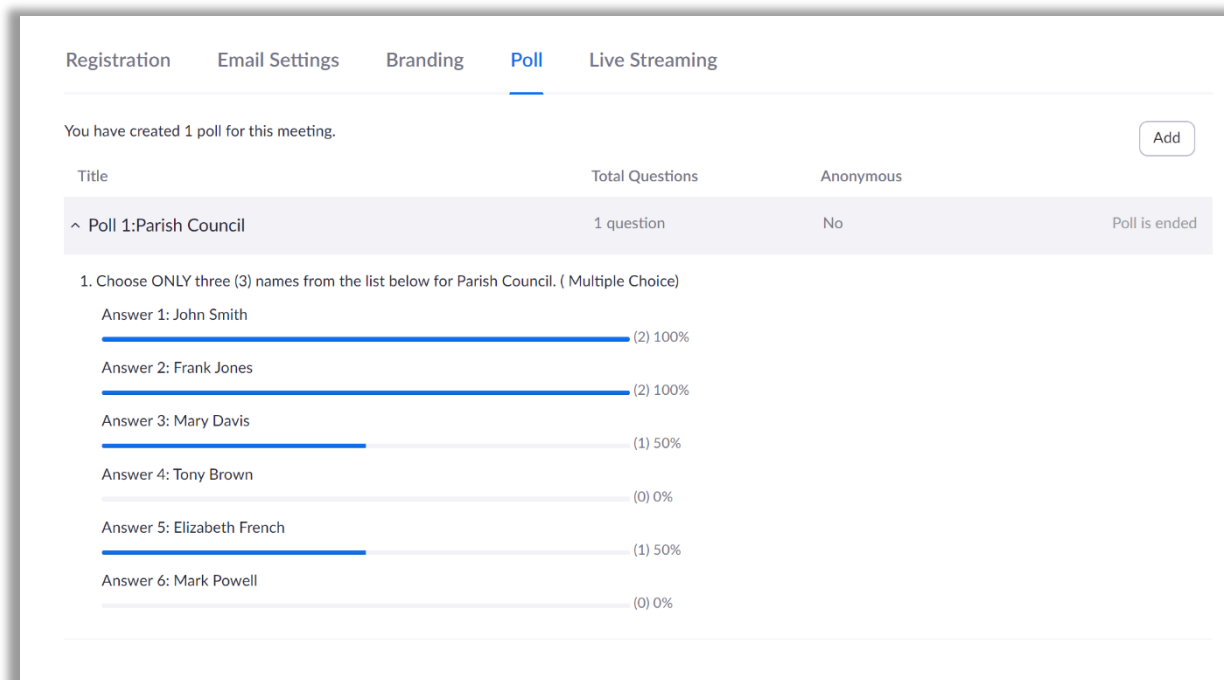 Registration Email Settings Branding Poll Live Streaming
You have created 1 poll for this meeting.
Add
Title Total Questions Anonymous
Poll 1:Parish Council 1 question No Poll is ended
1. Choose ONLY three (3) names from the list below for Parish Council. ( Multiple Choice)
Answer 1: John Smith
(2) 100%
Answer 2: Frank Jones
(2) 100%
Answer 3: Mary Davis
(1) 50%
Answer 4: Tony Brown
(0) 0%
Answer 5: Elizabeth French
(1) 50%
Answer 6: Mark Powell
(0) 0%